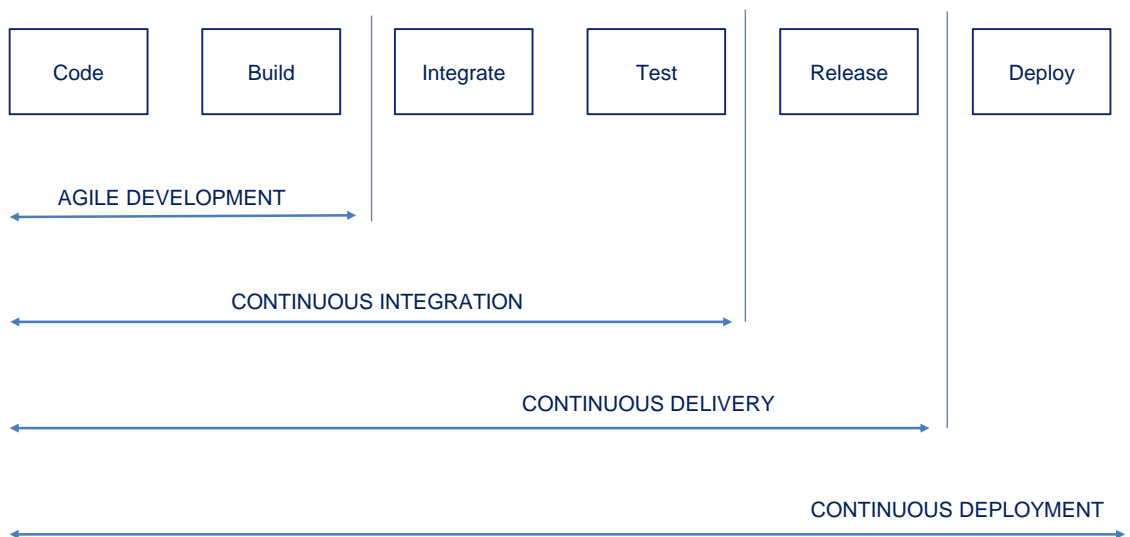 Code
Build
Integrate
Test
Release
Deploy
AGILE DEVELOPMENT
CONTINUOUS INTEGRATION
CONTINUOUS DELIVERY
CONTINUOUS DEPLOYMENT